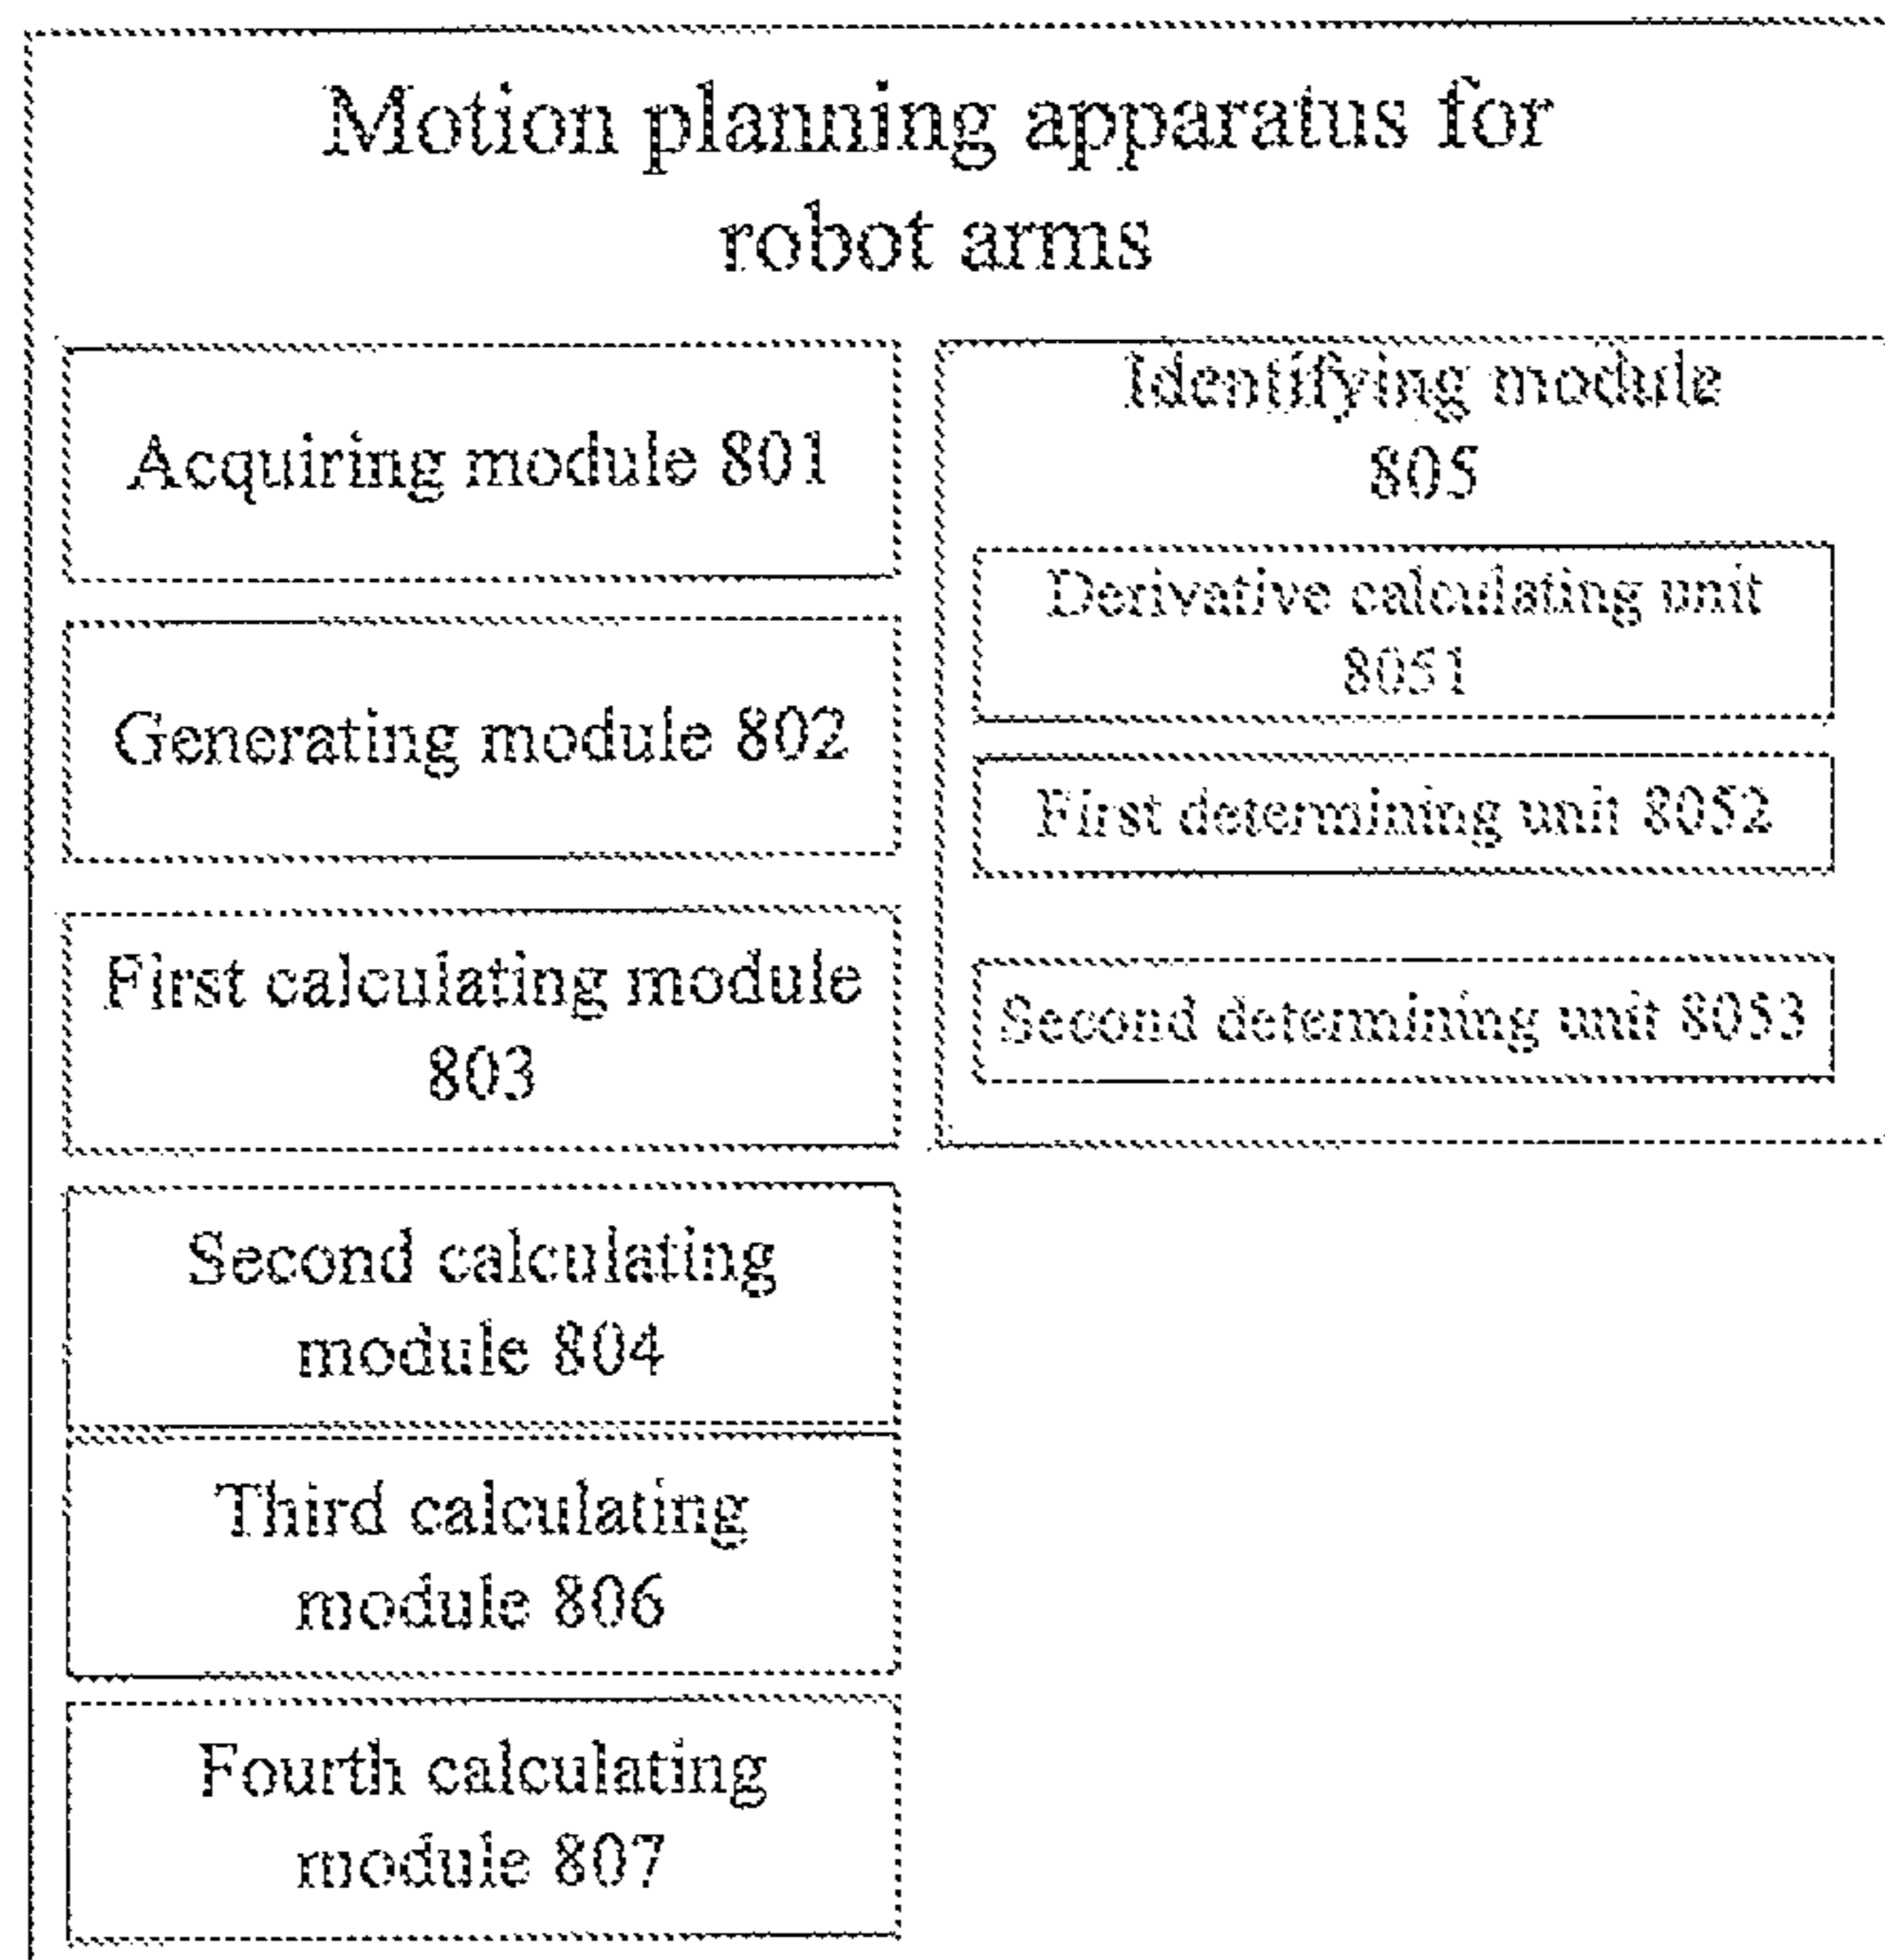 Motion planning apparatus for
robot arms
Acquiring module 801
Generating module 802
First calculating module
803
Second calculating
module 804
Third calculating
module 806
Fourth calculating
module 807
Identifying module
805
Derivative calculating unit
8051
First determining unit 8052
Second determining unit 8053